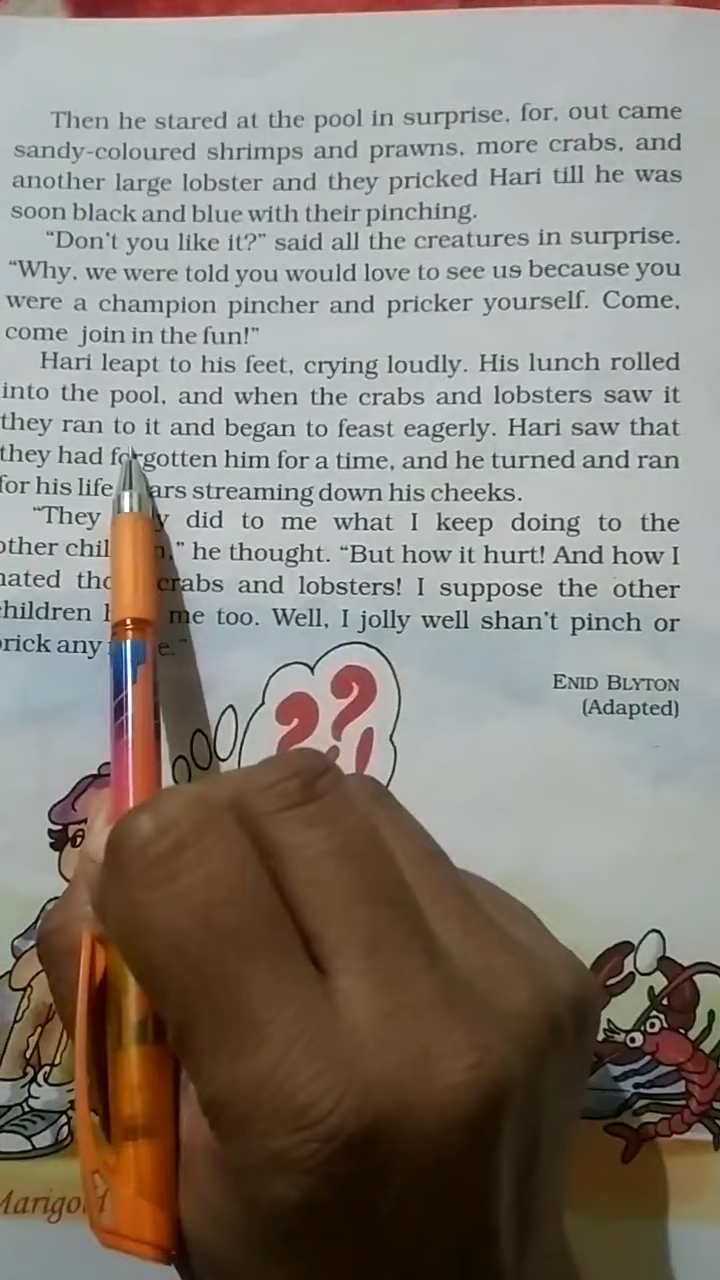 Then he stared at the pool in surprise, for, out came
sandy-coloured shrimps and prawns, more crabs, and
another large lobster and they pricked Hari till he was
soon black and blue with their pinching.
“Don’t you like it?” said all the creatures in surprise.
“Why, we were told you would love to see us because you
were a champion pincher and pricker yourself. Come,
come join in the fun!”
Hari leapt to his feet, crying loudly. His lunch rolled
into the pool, and when the crabs and lobsters saw it
they ran to it and began to feast eagerly. Hari saw that
they had forgotten him for a time, and he turned and ran
for his life ars streaming down his cheeks.
“They y did to me what I keep doing to the
other chil n,” he thought. “But how it hurt! And how I
hated tho crabs and lobsters! I suppose the other
children h me too. Well, I jolly well shan’t pinch or
prick any e.”
ENID BLYTON
(Adapted)
??
!
Marigold